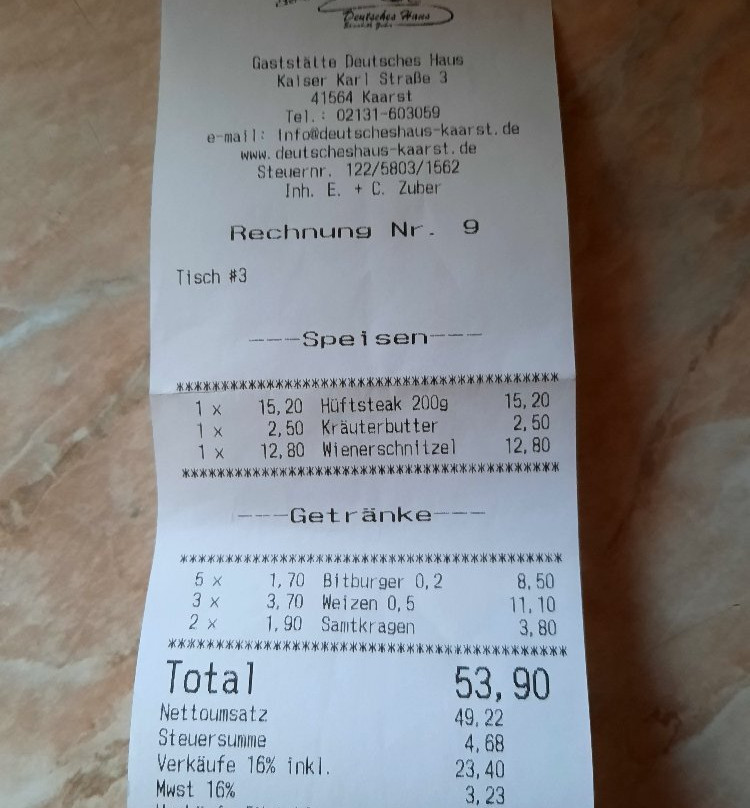 Deutsches Haus
Gaststätte Deutsches Haus
Kaiser Karl Straße 3
41564 Kaarst
Tel.: 02131-603059
e-mail: Info@deutscheshaus-kaarst.de
www.deutscheshaus-kaarst.de
Steuernr. 122/5803/1562
Inh. E. + C. Zuber
Rechnung Nr. 9
Tisch #3
---Speisen---
******************************************
1 x 15,20 Hüftsteak 200g 15,20
1 x 2,50 Kräuterbutter 2,50
1 x 12,80 Wienerschnitzel 12,80
******************************************
---Getränke---
******************************************
5 x 1,70 Bitburger 0,2 8,50
3 x 3,70 Weizen 0,5 11,10
2 x 1,90 Samtkragen 3,80
******************************************
Total 53,90
Nettoumsatz 49,22
Steuersumme 4,68
Verkäufe 16% inkl. 23,40
Mwst 16% 3,23